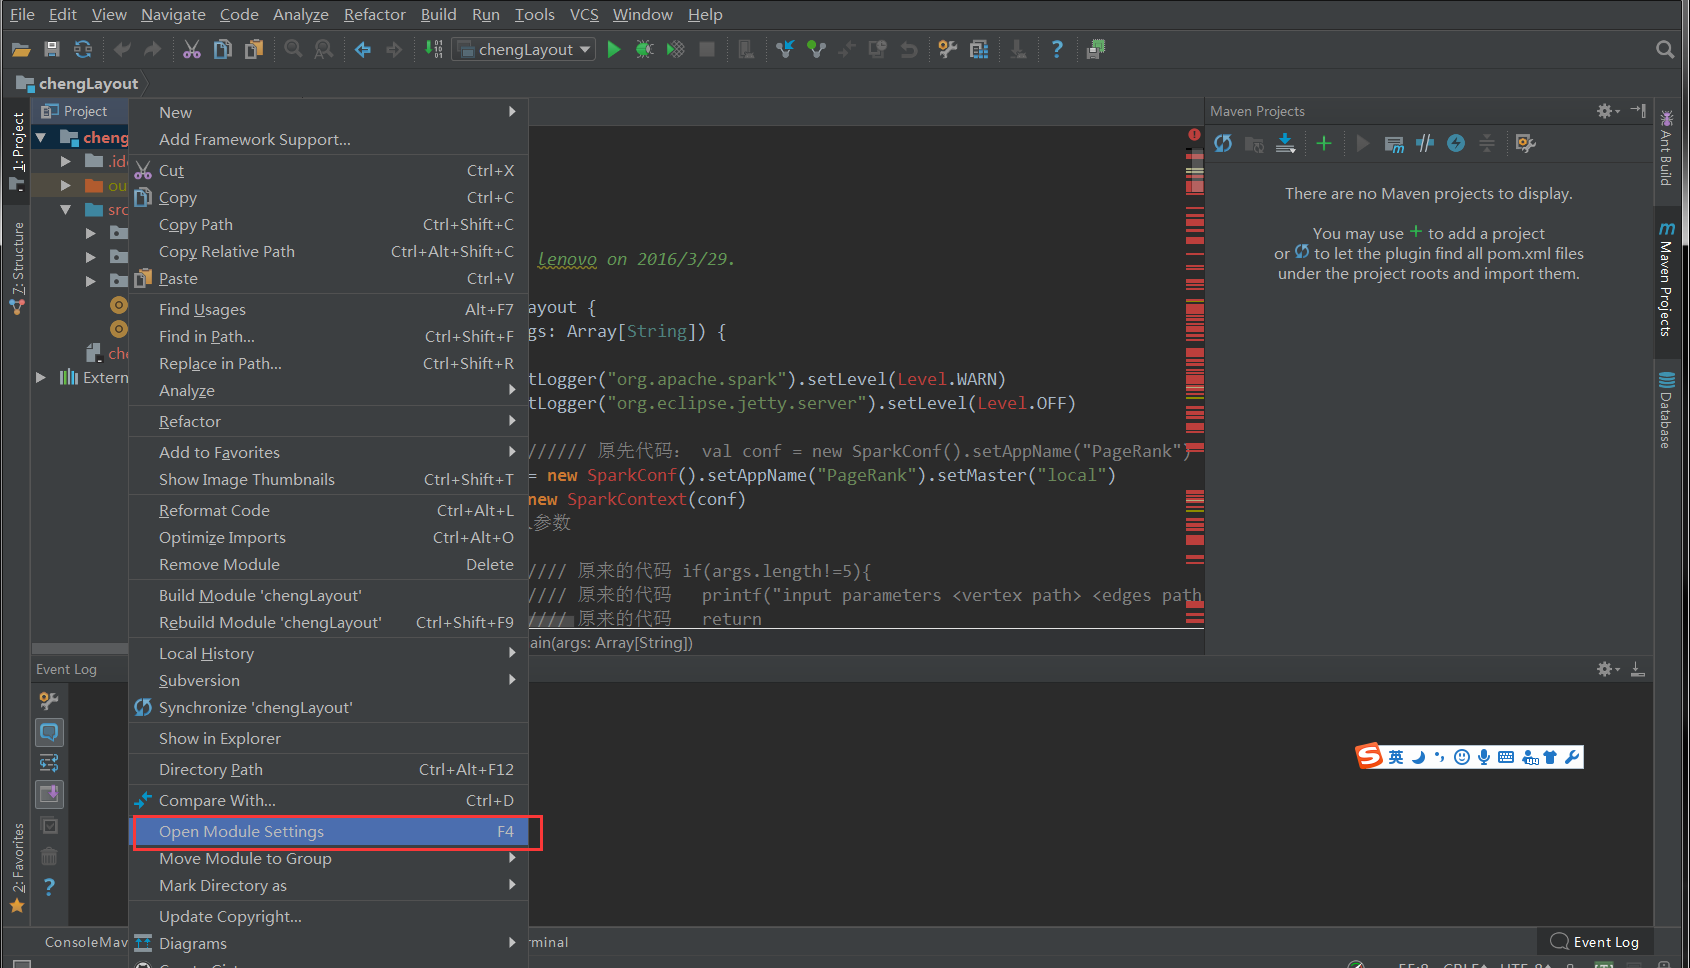 File Edit View Navigate Code Analyze Refactor Build Run Tools VCS Window Help
chengLayout
chengLayout
1: Project
7: Structure
2: Favorites
Project
cheng
.id
ou
src
che
Extern
New
Add Framework Support...
Cut Ctrl+X
Copy Ctrl+C
Copy Path Ctrl+Shift+C
Copy Relative Path Ctrl+Alt+Shift+C
Paste Ctrl+V
Find Usages Alt+F7
Find in Path... Ctrl+Shift+F
Replace in Path... Ctrl+Shift+R
Analyze
Refactor
Add to Favorites
Show Image Thumbnails Ctrl+Shift+T
Reformat Code Ctrl+Alt+L
Optimize Imports Ctrl+Alt+O
Remove Module Delete
Build Module 'chengLayout'
Rebuild Module 'chengLayout' Ctrl+Shift+F9
Local History
Subversion
Synchronize 'chengLayout'
Show in Explorer
Directory Path Ctrl+Alt+F12
Compare With... Ctrl+D
Open Module Settings F4
Move Module to Group
Mark Directory as
Update Copyright...
Diagrams
lenovo on 2016/3/29.
ayout {
gs: Array[String]) {
tLogger("org.apache.spark").setLevel(Level.WARN)
tLogger("org.eclipse.jetty.server").setLevel(Level.OFF)
////// 原先代码： val conf = new SparkConf().setAppName("PageRank")
= new SparkConf().setAppName("PageRank").setMaster("local")
new SparkContext(conf)
参数
//// 原来的代码 if(args.length!=5){
//// 原来的代码 printf("input parameters <vertex path> <edges path
//// 原来的代码 return
ain(args: Array[String])
Maven Projects
There are no Maven projects to display.
You may use + to add a project
or to let the plugin find all pom.xml files
under the project roots and import them.
Ant Build
m Maven Projects
Database
Event Log
英
ConsoleMav
rminal
Event Log